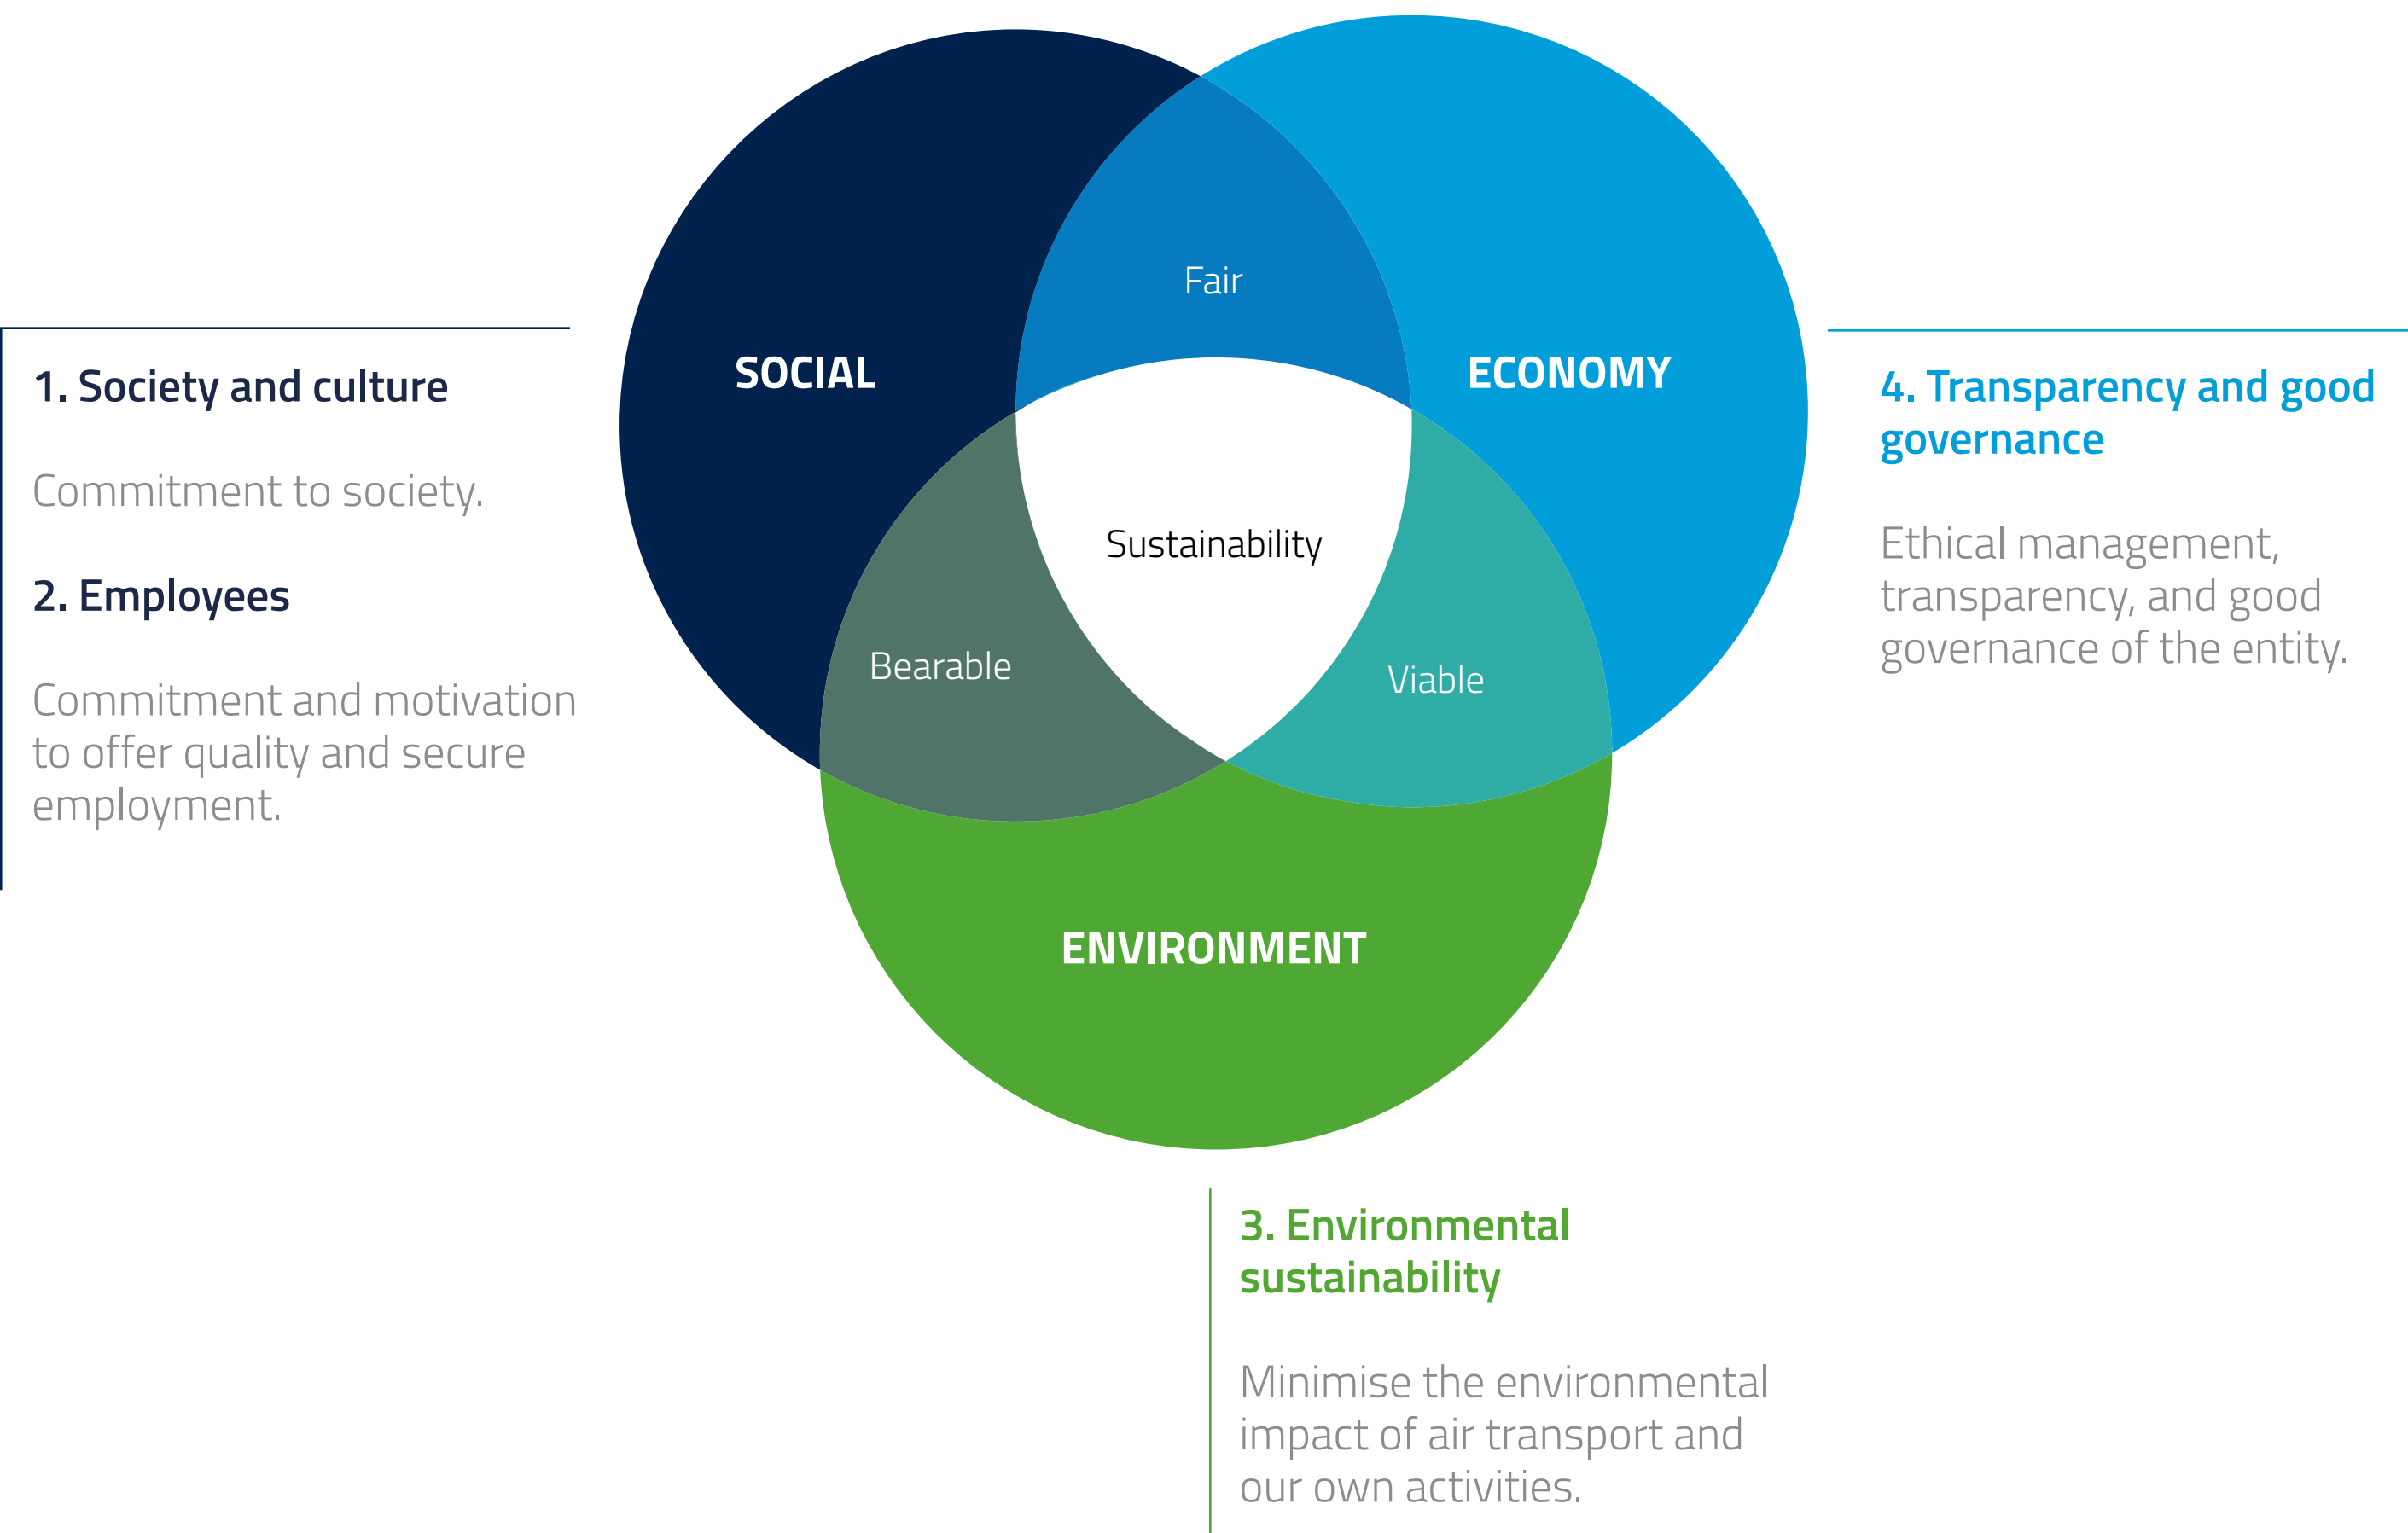 Fair
SOCIAL
ECONOMY
Sustainability
Bearable
Viable
ENVIRONMENT
1. Society and culture
Commitment to society.
2. Employees
Commitment and motivation
to offer quality and secure
employment.
4. Transparency and good
governance
Ethical management,
transparency, and good
governance of the entity.
3. Environmental
sustainability
Minimise the environmental
impact of air transport and
our own activities.